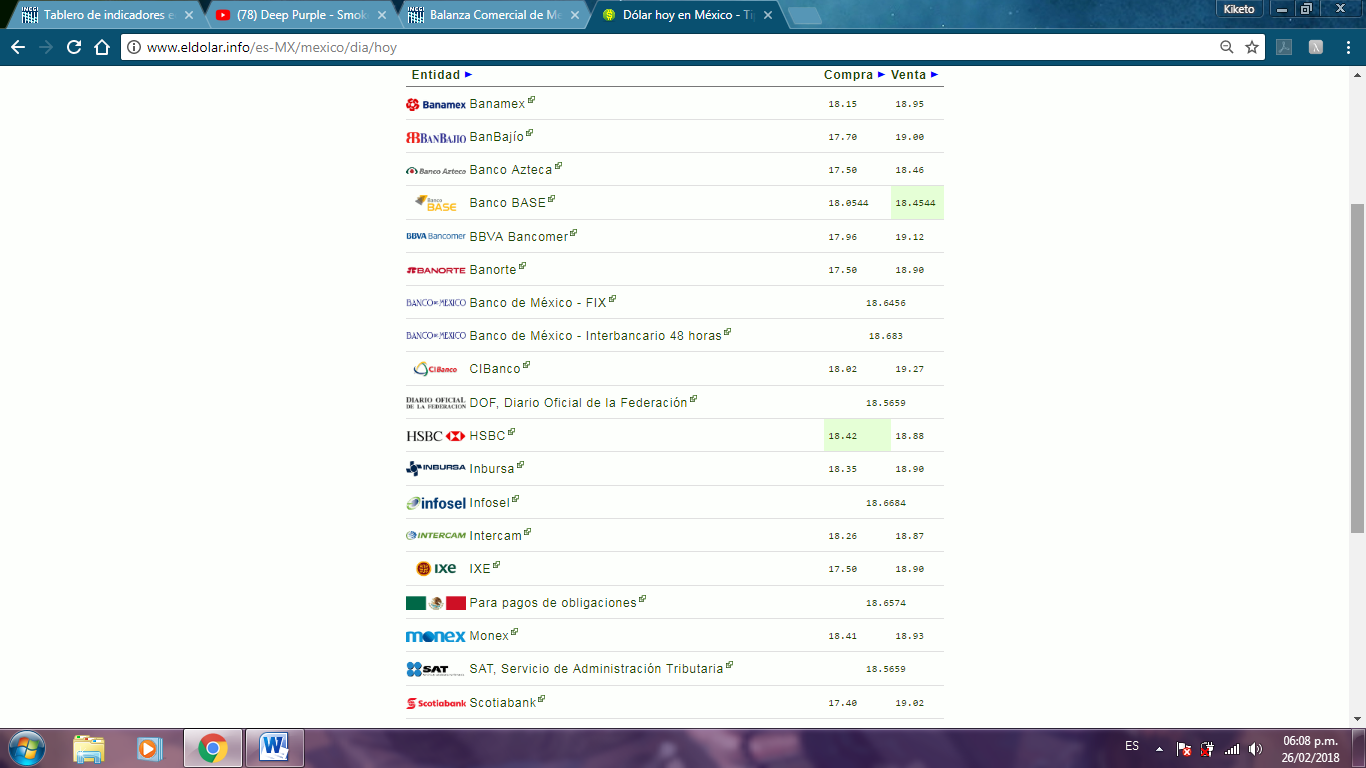 Tablero de indicadores e
(78) Deep Purple - Smok
Balanza Comercial de Me
Dólar hoy en México - Ti
Kiketo
www.eldolar.info/es-MX/mexico/dia/hoy
Entidad Compra Venta
Banamex Banamex 18.15 18.95
BANBAJIO BanBajío 17.70 19.00
Banco Azteca Banco Azteca 17.50 18.46
Banco BASE Banco BASE 18.0544 18.4544
BBVA Bancomer BBVA Bancomer 17.96 19.12
BANORTE Banorte 17.50 18.90
BANCO DE MEXICO Banco de México - FIX 18.6456
BANCO DE MEXICO Banco de México - Interbancario 48 horas 18.683
CIBanco CIBanco 18.02 19.27
DIARIO OFICIAL DE LA FEDERACION DOF, Diario Oficial de la Federación 18.5659
HSBC HSBC 18.42 18.88
INBURSA Inbursa 18.35 18.90
infosel Infosel 18.6684
INTERCAM Intercam 18.26 18.87
IXE IXE 17.50 18.90
Para pagos de obligaciones 18.6574
monex Monex 18.41 18.93
SAT SAT, Servicio de Administración Tributaria 18.5659
Scotiabank Scotiabank 17.40 19.02
ES
06:08 p.m.
26/02/2018